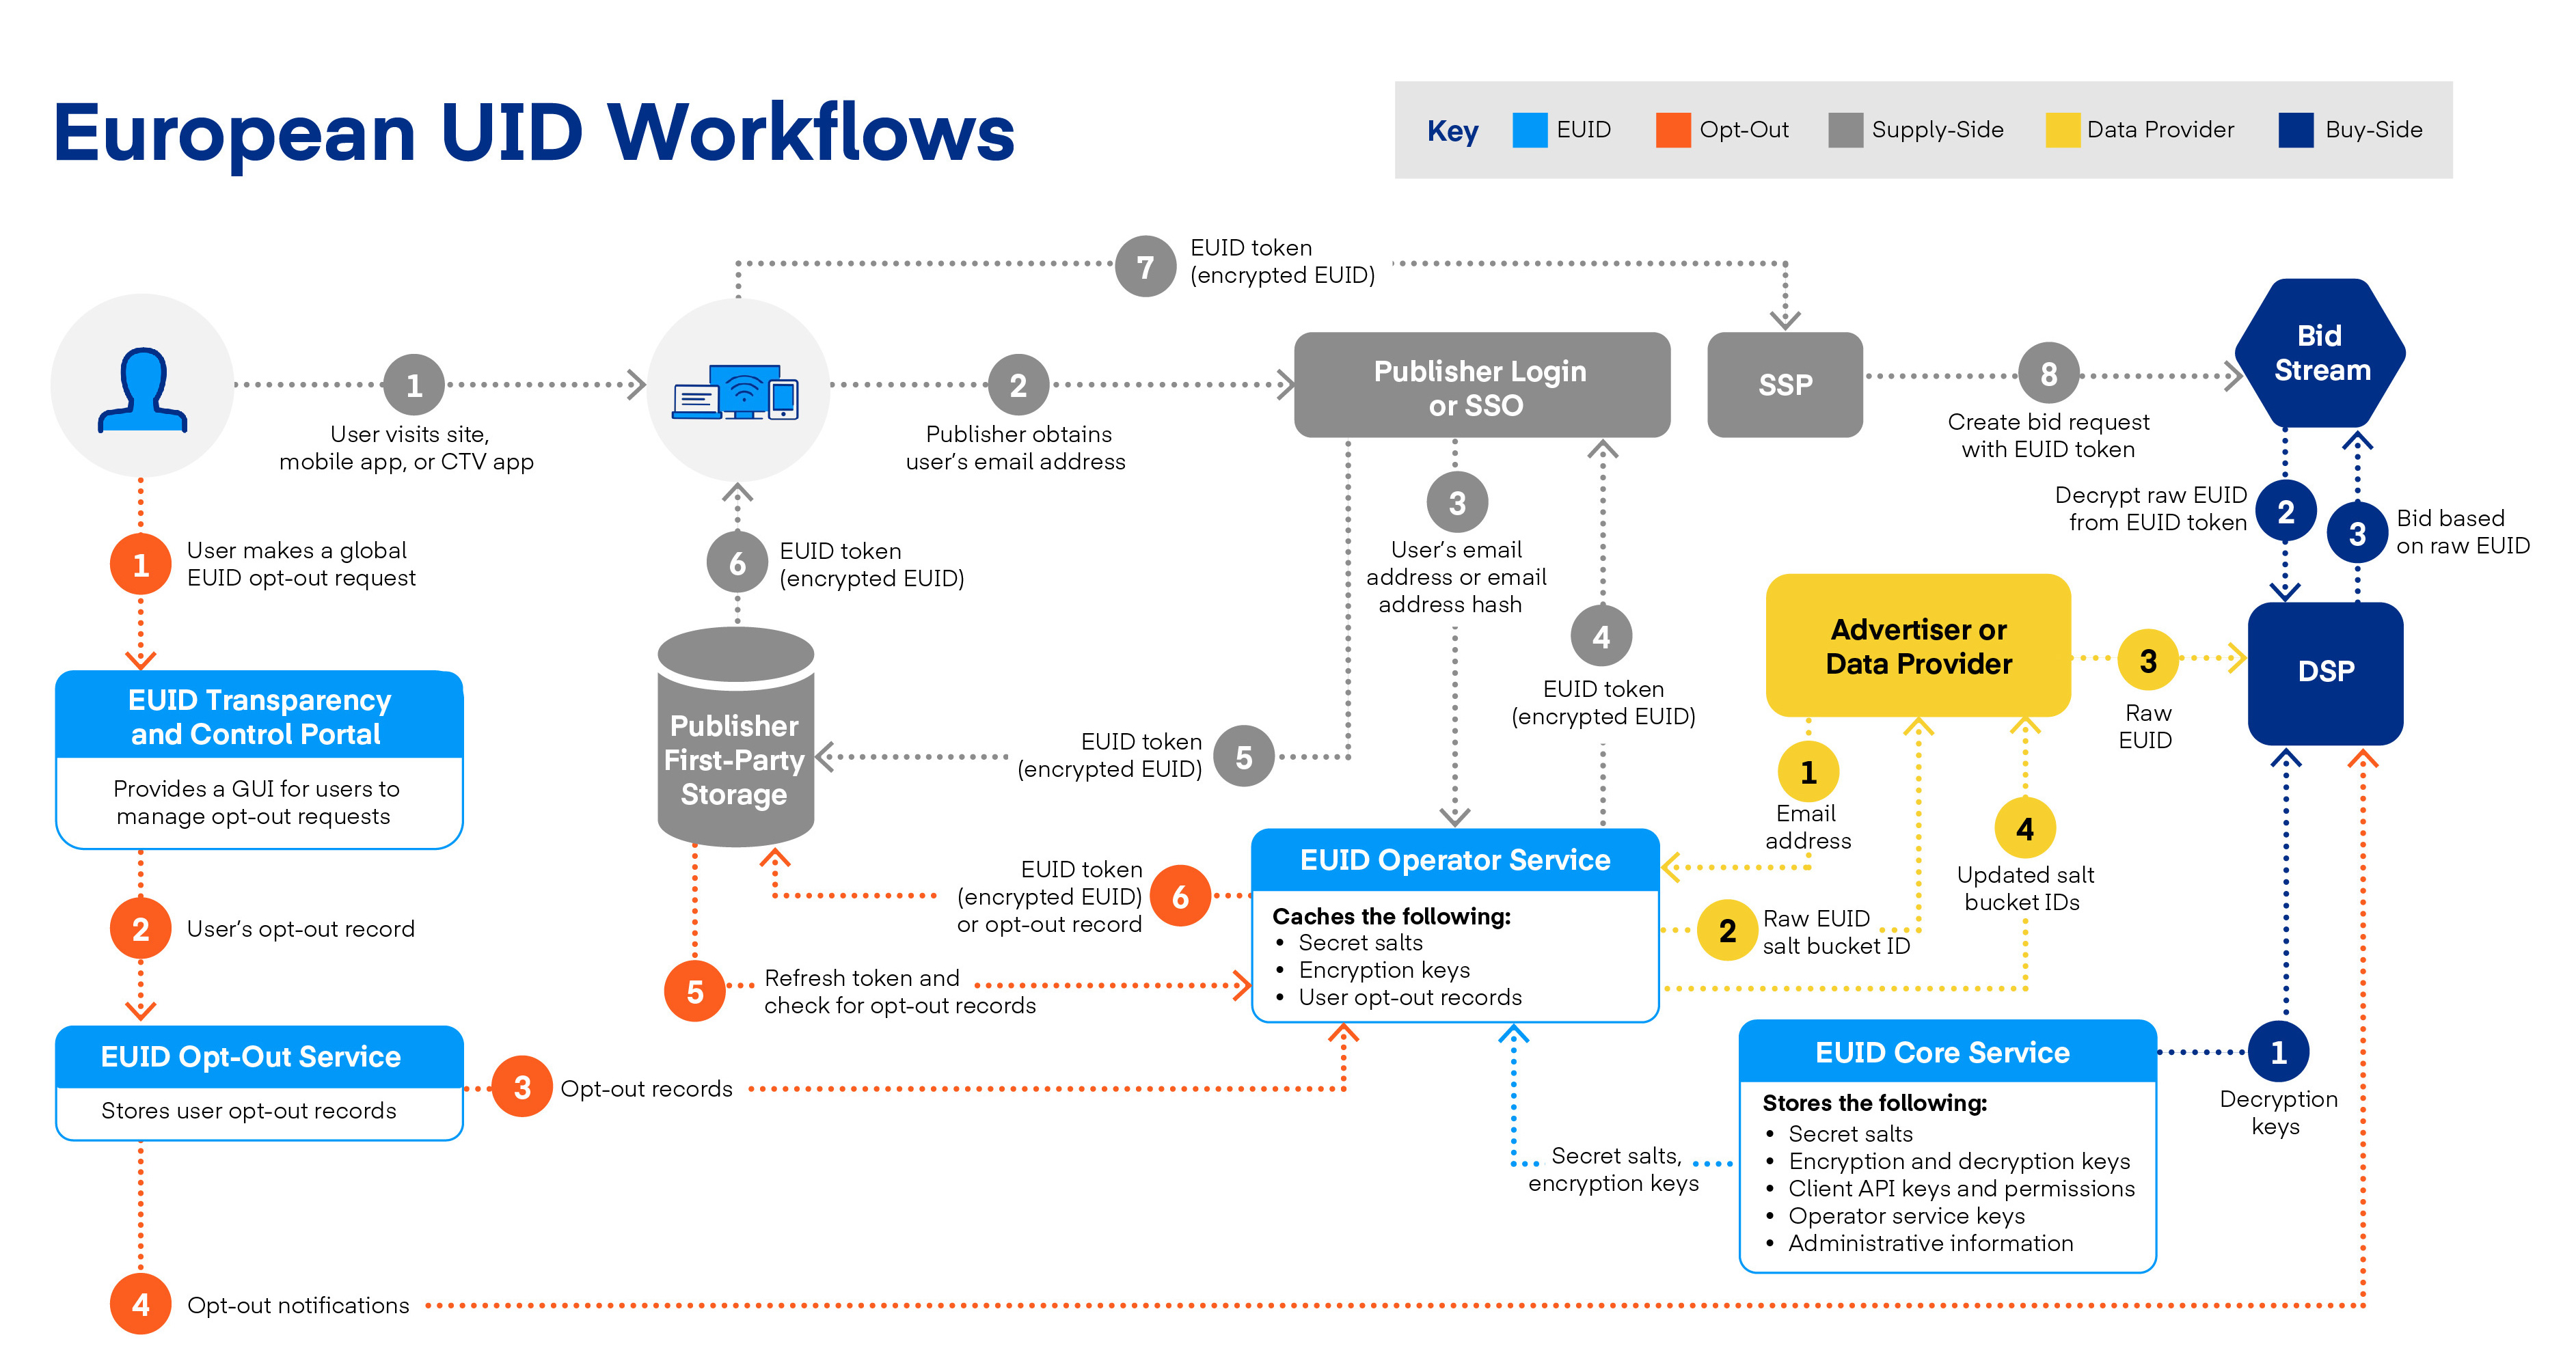 European UID Workflows
Key
EUID
Opt-Out
Supply-Side
Data Provider
Buy-Side
7
EUID token
(encrypted EUID)
1
User visits site,
mobile app, or CTV app
2
Publisher obtains
user’s email address
Publisher Login
or SSO
SSP
8
Create bid request
with EUID token
Bid
Stream
1
User makes a global
EUID opt-out request
6
EUID token
(encrypted EUID)
3
User’s email
address or email
address hash
4
EUID token
(encrypted EUID)
Decrypt raw EUID
from EUID token
2
3
Bid based
on raw EUID
EUID Transparency
and Control Portal
Provides a GUI for users to
manage opt-out requests
Publisher
First-Party
Storage
EUID token
(encrypted EUID)
5
Advertiser or
Data Provider
3
Raw
EUID
DSP
1
Email
address
4
Updated salt
bucket IDs
2
User’s opt-out record
EUID token
(encrypted EUID)
or opt-out record
6
EUID Operator Service
Caches the following:
• Secret salts
• Encryption keys
• User opt-out records
2
Raw EUID
salt bucket ID
5
Refresh token and
check for opt-out records
EUID Opt-Out Service
Stores user opt-out records
3
Opt-out records
Secret salts,
encryption keys
EUID Core Service
Stores the following:
• Secret salts
• Encryption and decryption keys
• Client API keys and permissions
• Operator service keys
• Administrative information
1
Decryption
keys
4
Opt-out notifications